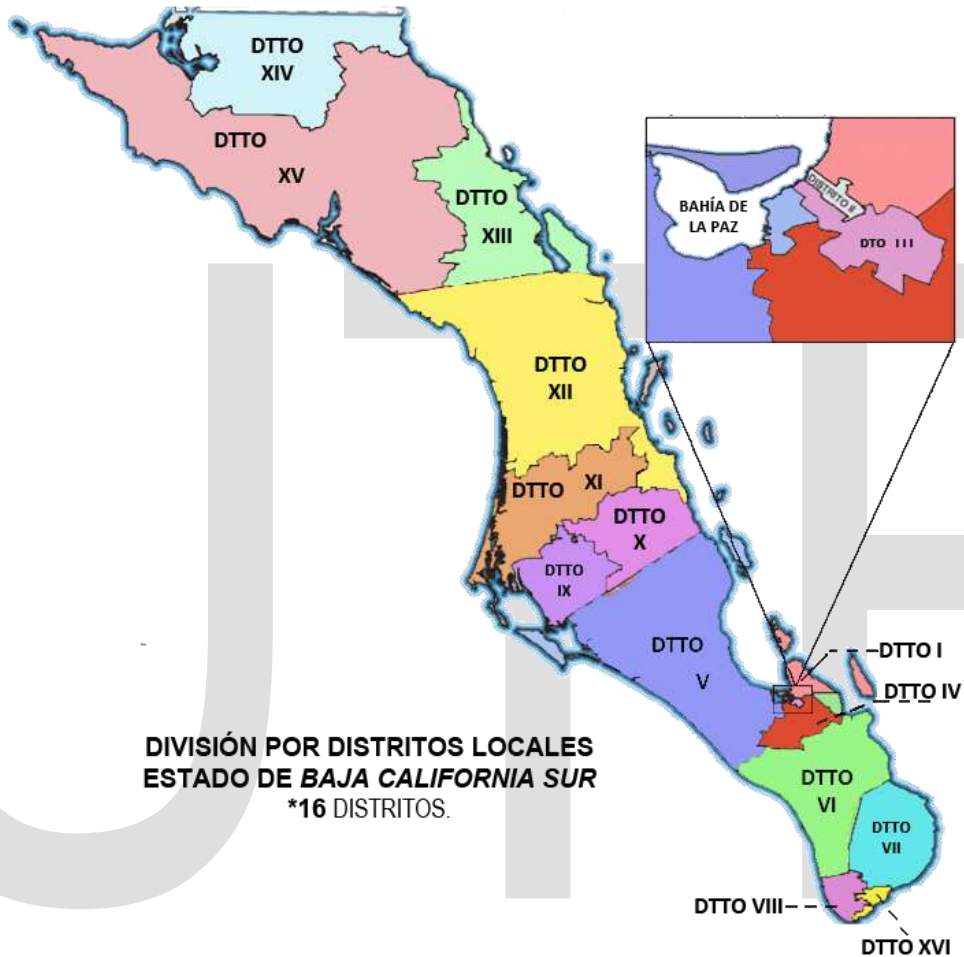 DTTO
XIV
DTTO
XV
DTTO
XIII
BAHÍA DE
LA PAZ
DISTRITO II
DTO III
DTTO
XII
DTTO XI
DTTO
X
DTTO
IX
DTTO
V
DTTO I
DTTO IV
DIVISIÓN POR DISTRITOS LOCALES
ESTADO DE BAJA CALIFORNIA SUR
*16 DISTRITOS.
DTTO
VI
DTTO
VII
DTTO VIII
DTTO XVI